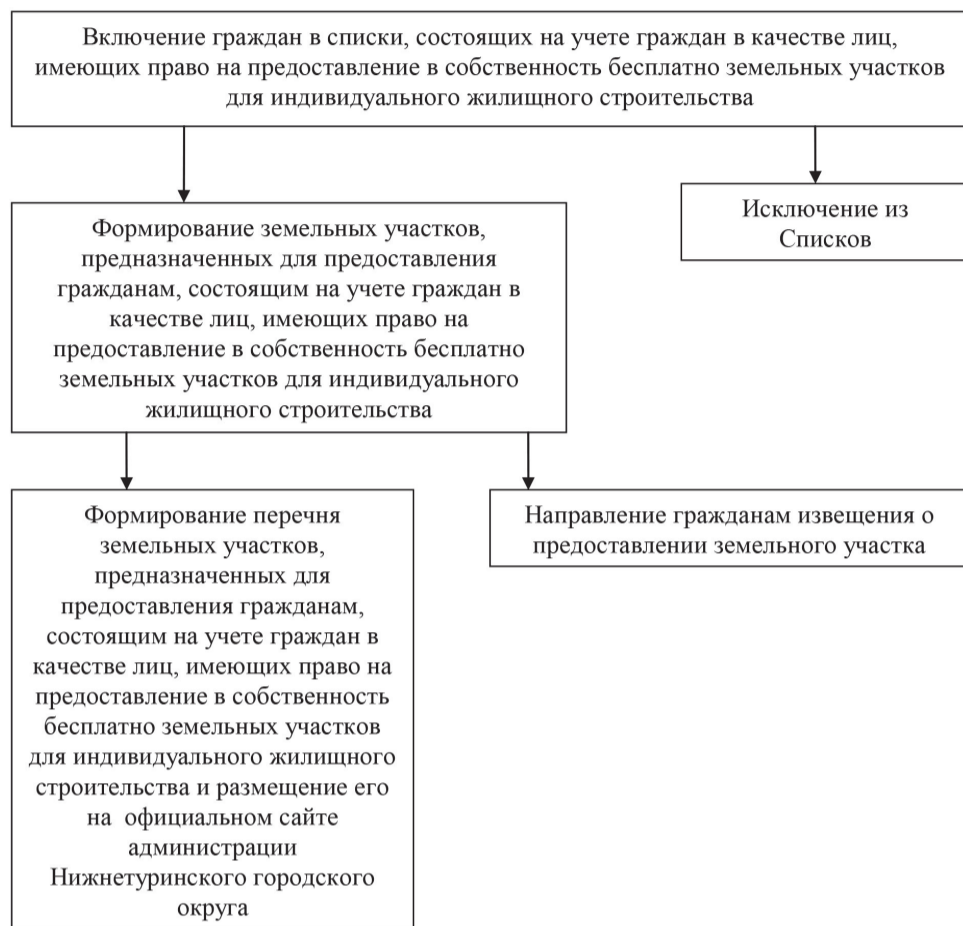 Включение граждан в списки, состоящих на учете граждан в качестве лиц,
имеющих право на предоставление в собственность бесплатно земельных участков
для индивидуального жилищного строительства
Исключение из
Списков
Формирование земельных участков,
предназначенных для предоставления
гражданам, состоящим на учете граждан в
качестве лиц, имеющих право на
предоставление в собственность бесплатно
земельных участков для индивидуального
жилищного строительства
Формирование перечня
земельных участков,
предназначенных для
предоставления гражданам,
состоящим на учете граждан в
качестве лиц, имеющих право на
предоставление в собственность
бесплатно земельных участков
для индивидуального жилищного
строительства и размещение его
на  официальном сайте
администрации
Нижнетуринского городского
округа
Направление гражданам извещения о
предоставлении земельного участка